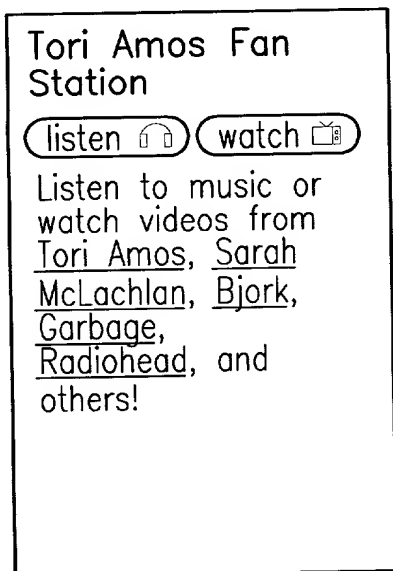 Tori Amos Fan
Station
listen watch
Listen to music or
watch videos from
Tori Amos, Sarah
McLachlan, Bjork,
Garbage,
Radiohead, and
others!